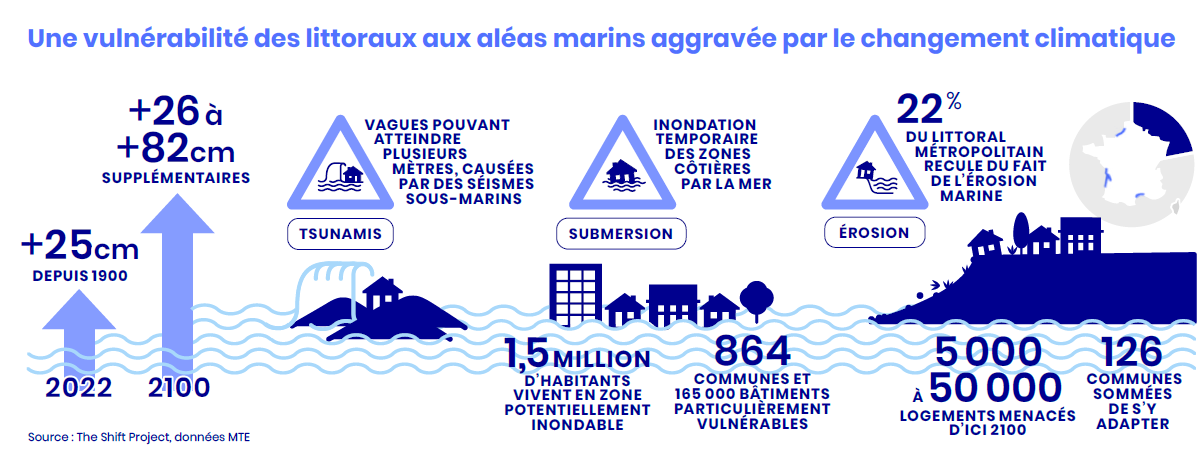 Une vulnérabilité des littoraux aux aléas marins aggravée par le changement climatique
+26 à
+82cm
SUPPLÉMENTAIRES
+25cm
DEPUIS 1900
2022
2100
VAGUES POUVANT
ATTEINDRE
PLUSIEURS
MÈTRES, CAUSÉES
PAR DES SÉISMES
SOUS-MARINS
TSUNAMIS
INONDATION
TEMPORAIRE
DES ZONES
CÔTIÈRES
PAR LA MER
SUBMERSION
1,5 MILLION
D'HABITANTS
VIVENT EN ZONE
POTENTIELLEMENT
INONDABLE
864
COMMUNES ET
165 000 BÂTIMENTS
PARTICULIÈREMENT
VULNÉRABLES
22%
DU LITTORAL
MÉTROPOLITAIN
RECULE DU FAIT
DE L'ÉROSION
MARINE
ÉROSION
5 000
À 50 000
LOGEMENTS MENACÉS
D'ICI 2100
126
COMMUNES
SOMMÉES
DE S'Y
ADAPTER
Source : The Shift Project, données MTE